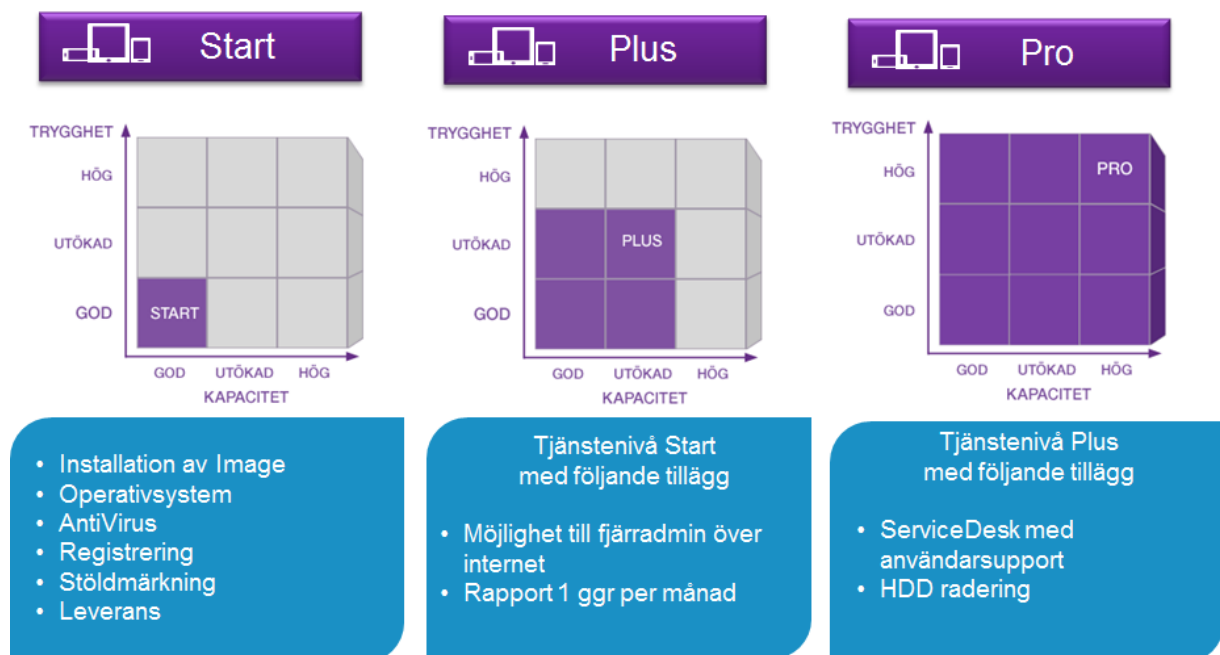 Start
TRYGGHET
HÖG
UTÖKAD
GOD
START
GOD UTÖKAD HÖG
KAPACITET
• Installation av Image
• Operativsystem
• AntiVirus
• Registrering
• Stöldmärkning
• Leverans
Plus
TRYGGHET
HÖG
UTÖKAD
PLUS
GOD
GOD UTÖKAD HÖG
KAPACITET
Tjänstenivå Start
med följande tillägg
• Möjlighet till fjärradmin över
internet
• Rapport 1 ggr per månad
Pro
TRYGGHET
HÖG
PRO
UTÖKAD
GOD
GOD UTÖKAD HÖG
KAPACITET
Tjänstenivå Plus
med följande tillägg
• ServiceDesk med
användarsupport
• HDD radering